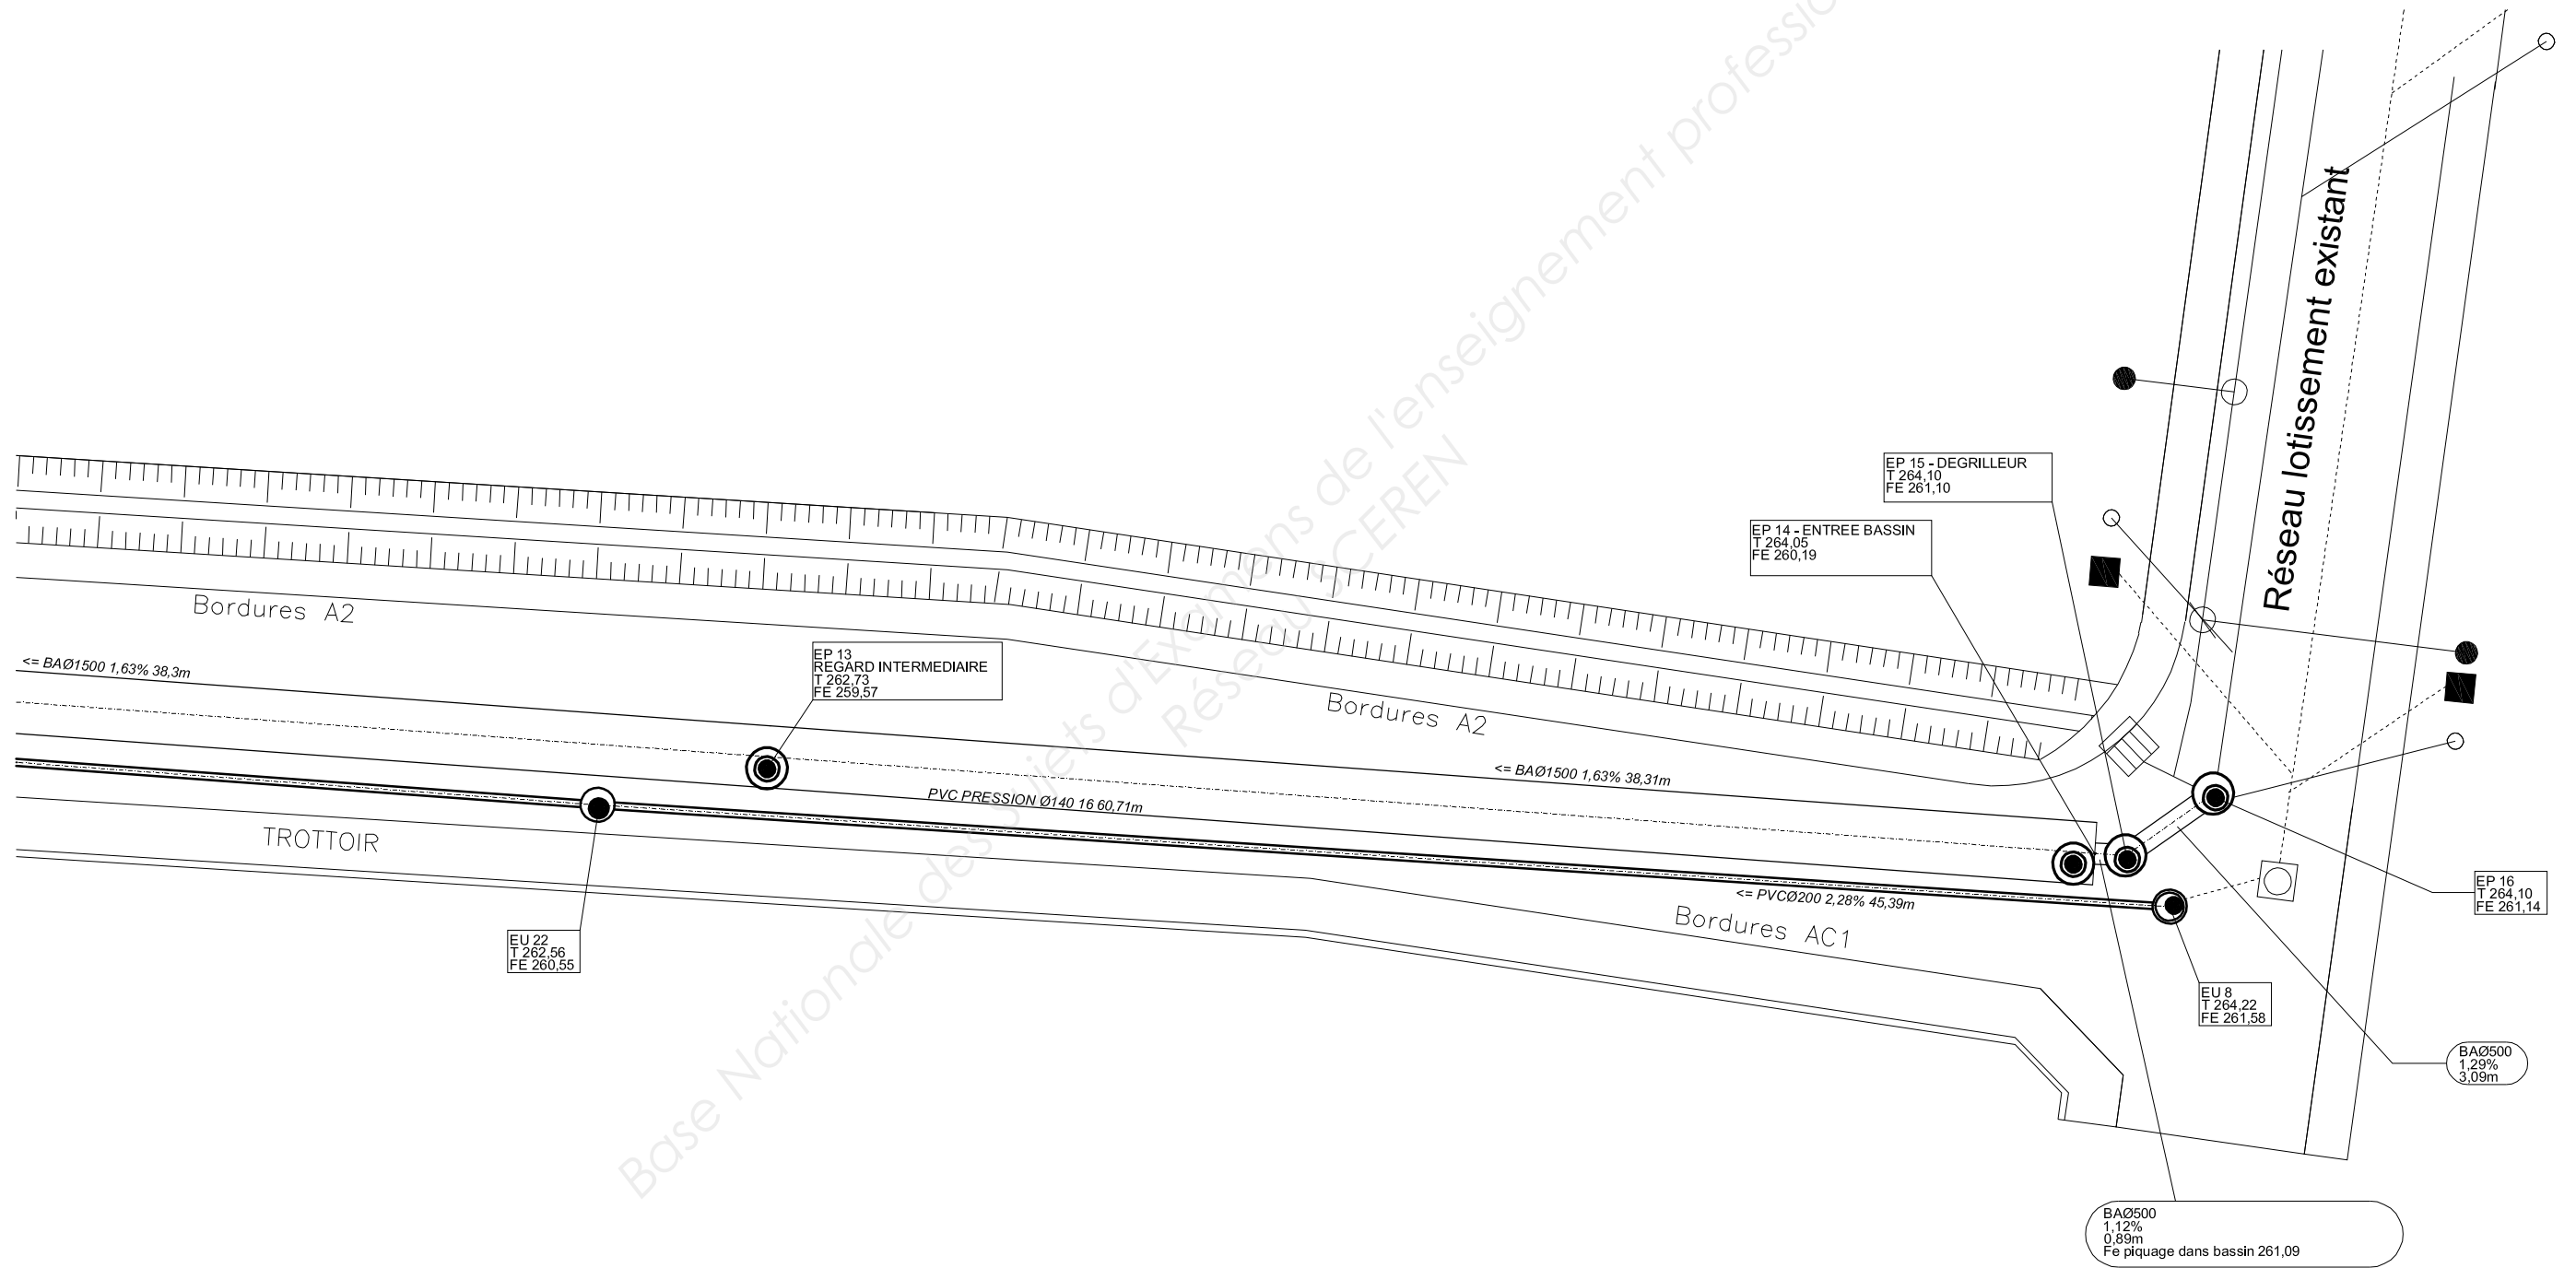 Base Nationale des sujets d'Examens de l'enseignement profession
Réseau SCEREN
Réseau lotissement existant
EP 15 - DEGRILLEUR
T 264,10
FE 261,10
EP 14 - ENTREE BASSIN
T 264,05
FE 260,19
Bordures A2
EP 13
REGARD INTERMEDIAIRE
T 262,73
FE 259,57
<= BAØ1500 1,63% 38,3m
Bordures A2
<= BAØ1500 1,63% 38,31m
PVC PRESSION Ø140 16 60,71m
TROTTOIR
<= PVCØ200 2,28% 45,39m
Bordures AC1
EP 16
T 264,10
FE 261,14
EU 22
T 262,56
FE 260,55
EU 8
T 264,22
FE 261,58
BAØ500
1,29%
3,09m
BAØ500
1,12%
0,89m
Fe piquage dans bassin 261,09